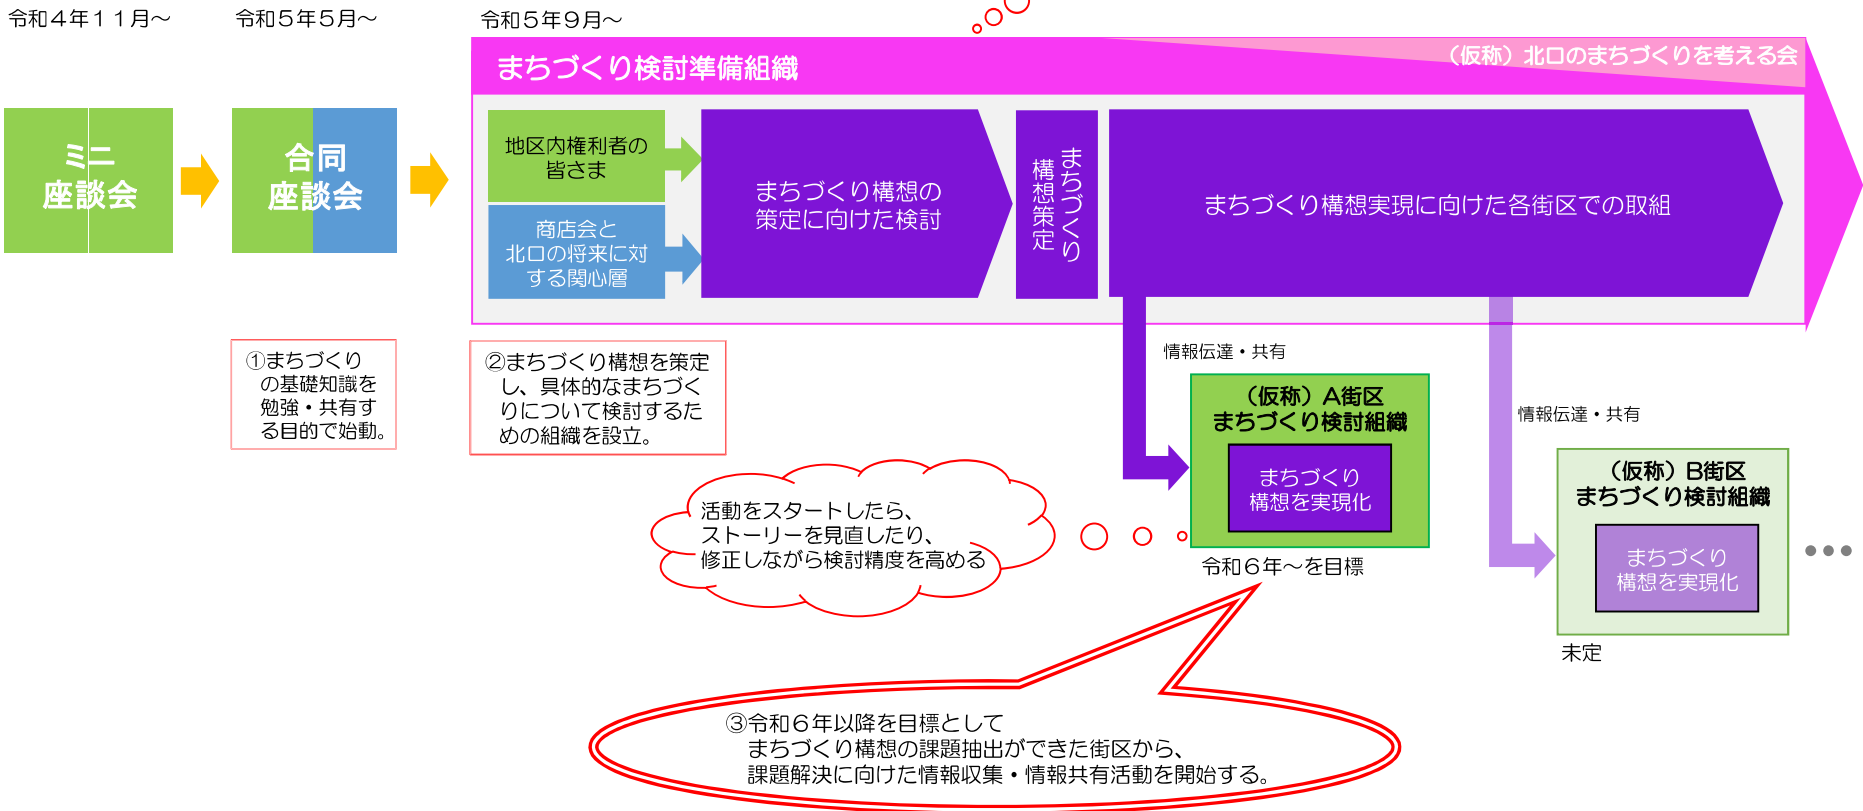 令和４年１１月～
令和５年５月～
令和５年９月～
まちづくり検討準備組織
（仮称）北口のまちづくりを考える会
ミニ
座談会
合同
座談会
地区内権利者の
皆さま
商店会と
北口の将来に対
する関心層
まちづくり構想の
策定に向けた検討
まちづくり
構想策定
まちづくり構想実現に向けた各街区での取組
①まちづくり
の基礎知識を
勉強・共有す
る目的で始動。
②まちづくり構想を策定
し、具体的なまちづく
りについて検討するた
めの組織を設立。
情報伝達・共有
（仮称）A街区
まちづくり検討組織
まちづくり
構想を実現化
令和６年～を目標
情報伝達・共有
（仮称）B街区
まちづくり検討組織
まちづくり
構想を実現化
未定
活動をスタートしたら、
ストーリーを見直したり、
修正しながら検討精度を高める
③令和６年以降を目標として
まちづくり構想の課題抽出ができた街区から、
課題解決に向けた情報収集・情報共有活動を開始する。